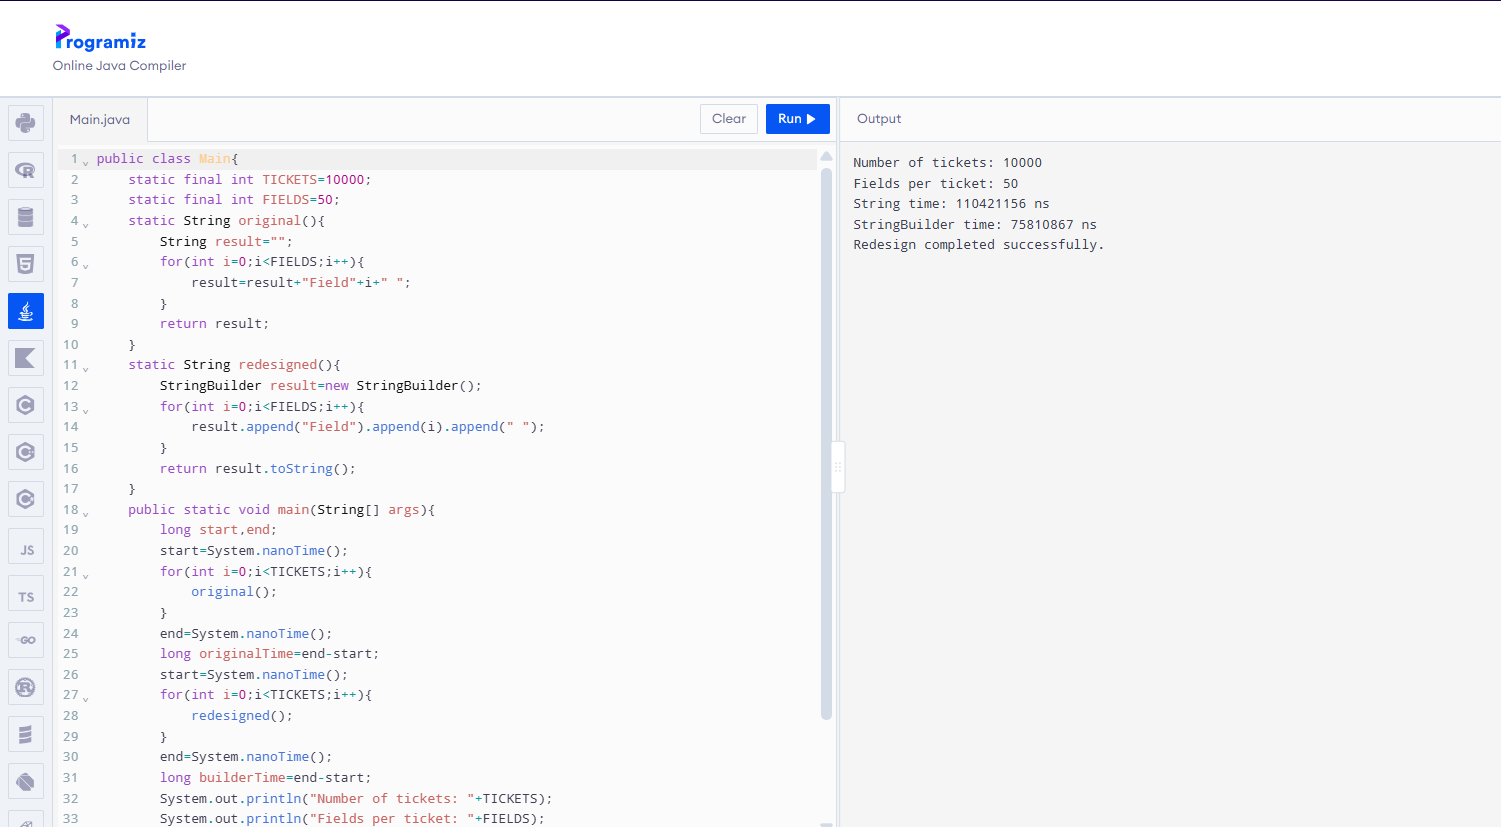 Programiz
Online Java Compiler
Main.java
Clear
Run
Output
1 public class Main{
2 static final int TICKETS=10000;
3 static final int FIELDS=50;
4 static String original(){
5 String result="";
6 for(int i=0;i<FIELDS;i++){
7 result=result+"Field"+i+" ";
8 }
9 return result;
10 }
11 static String redesigned(){
12 StringBuilder result=new StringBuilder();
13 for(int i=0;i<FIELDS;i++){
14 result.append("Field").append(i).append(" ");
15 }
16 return result.toString();
17 }
18 public static void main(String[] args){
19 long start,end;
20 start=System.nanoTime();
21 for(int i=0;i<TICKETS;i++){
22 original();
23 }
24 end=System.nanoTime();
25 long originalTime=end-start;
26 start=System.nanoTime();
27 for(int i=0;i<TICKETS;i++){
28 redesigned();
29 }
30 end=System.nanoTime();
31 long builderTime=end-start;
32 System.out.println("Number of tickets: "+TICKETS);
33 System.out.println("Fields per ticket: "+FIELDS);
Number of tickets: 10000
Fields per ticket: 50
String time: 110421156 ns
StringBuilder time: 75810867 ns
Redesign completed successfully.
R
5
C
C
C
JS
TS
GO
R